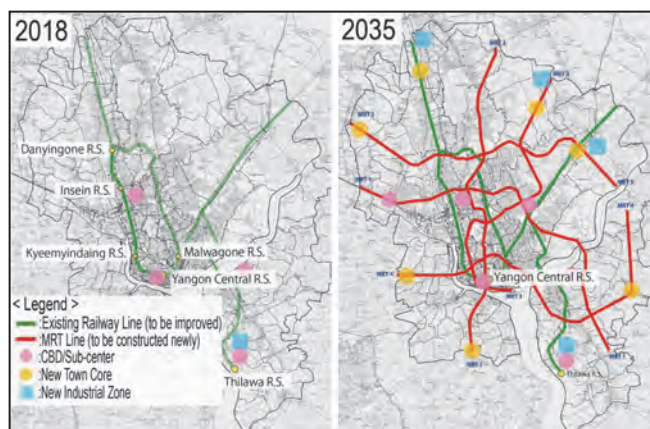 2018
Danyingone R.S.
Insein R.S.
Kyeemyindaing R.S.
Malwagone R.S.
Yangon Central R.S.
< Legend >
:Existing Railway Line (to be improved)
:MRT Line (to be constructed newly)
:CBD/Sub-center
:New Town Core
:New Industrial Zone
Thilawa R.S.
2035
Yangon Central R.S.
Thilawa R.S.